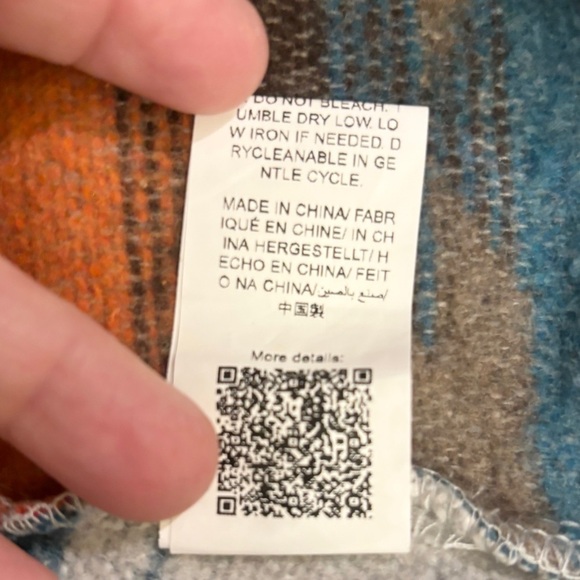 DO NOT BLEACH. T
UMBLE DRY LOW. LO
W IRON IF NEEDED. D
RYCLEANABLE IN GE
NTLE CYCLE.
MADE IN CHINA/ FABR
IQUÉ EN CHINE/ IN CH
INA HERGESTELLT/ H
ECHO EN CHINA/ FEIT
O NA CHINA/صنع بالصين/
中国製
More details: